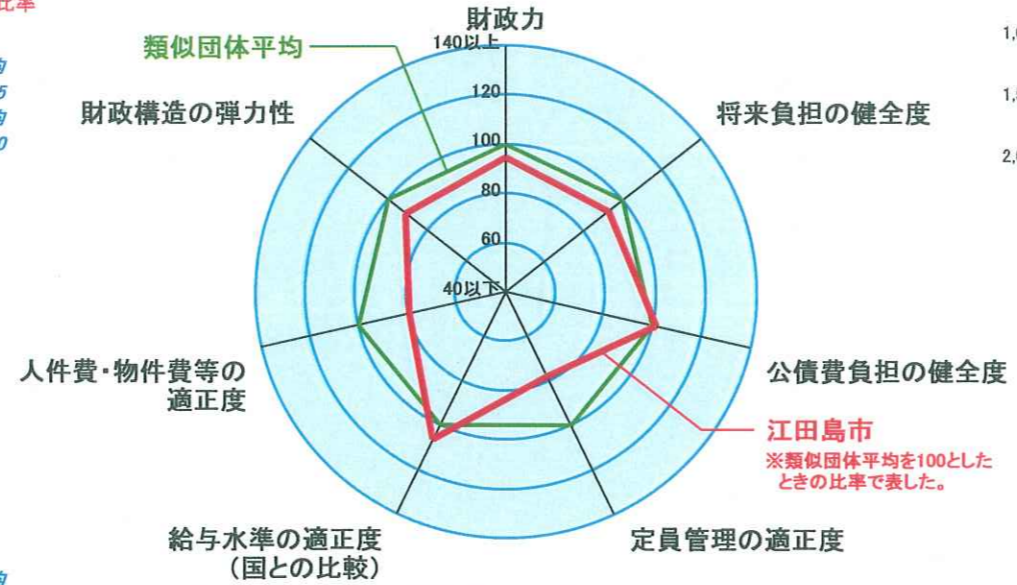 比率
財政力
140以上
類似団体平均
120
財政構造の弾力性
将来負担の健全度
100
80
60
40以下
人件費・物件費等の
適正度
公債費負担の健全度
江田島市
※類似団体平均を100とした
ときの比率で表した。
給与水準の適正度
(国との比較)
定員管理の適正度